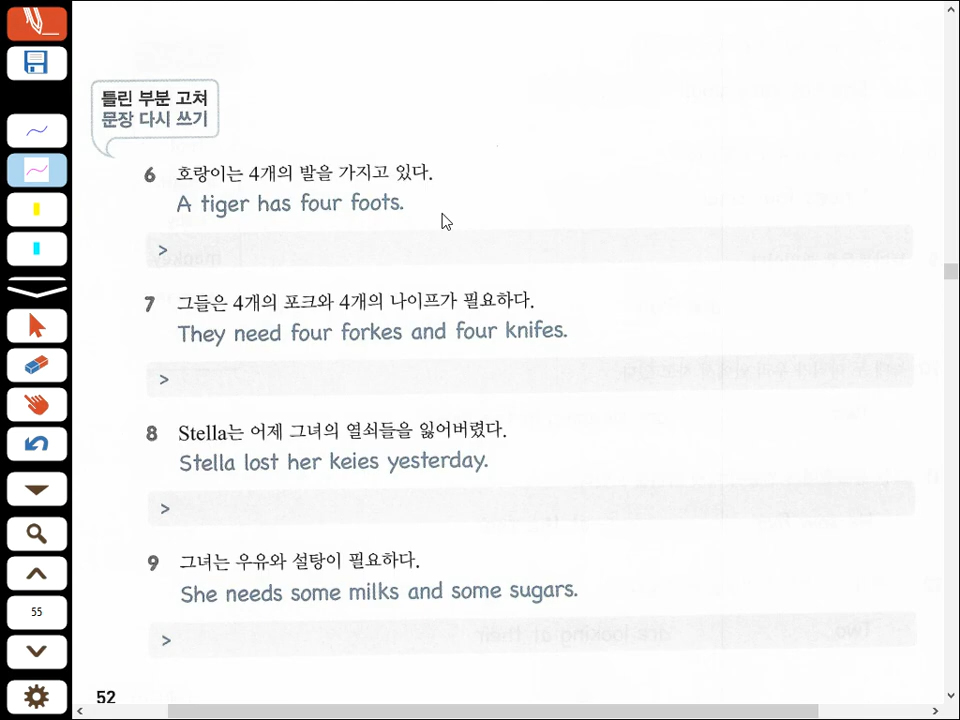 틀린 부분 고쳐
문장 다시 쓰기
6 호랑이는 4개의 발을 가지고 있다.
A tiger has four foots.
>
7 그들은 4개의 포크와 4개의 나이프가 필요하다.
They need four forkes and four knifes.
>
8 Stella는 어제 그녀의 열쇠들을 잃어버렸다.
Stella lost her keies yesterday.
>
9 그녀는 우유와 설탕이 필요하다.
She needs some milks and some sugars.
>
55
52